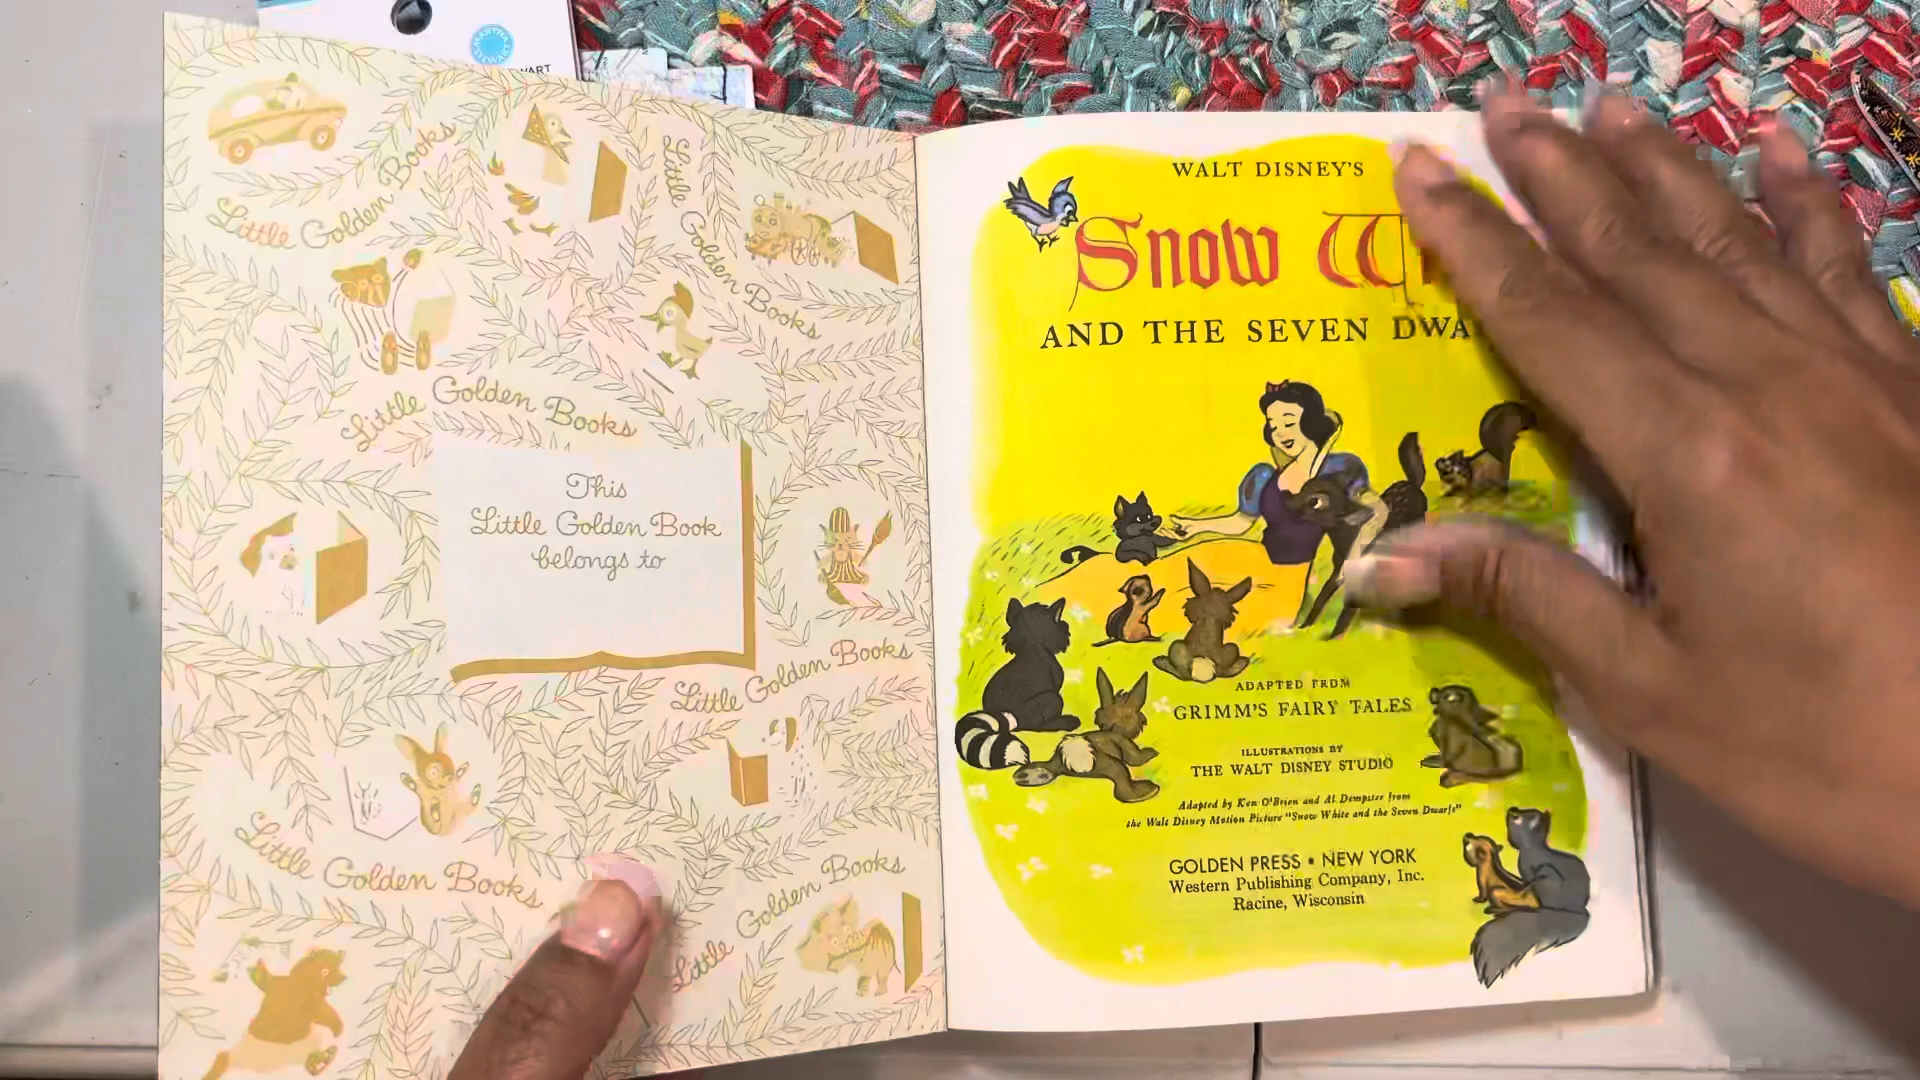 WART
Little Golden Books
Little Golden Books
Little Golden Books
This
Little Golden Book
belongs to
Little Golden Books
Little Golden Books
Little Golden Books
WALT DISNEY'S
Snow
AND THE SEVEN
ADAPTED FROM
GRIMM'S FAIRY TALES
ILLUSTRATIONS BY
THE WALT DISNEY STUDIO
Adapted by Ken O'Brien and Al Dempster from
the Walt Disney Motion Picture "Snow White and the Seven Dwarfs"
GOLDEN PRESS • NEW YORK
Western Publishing Company, Inc.
Racine, Wisconsin